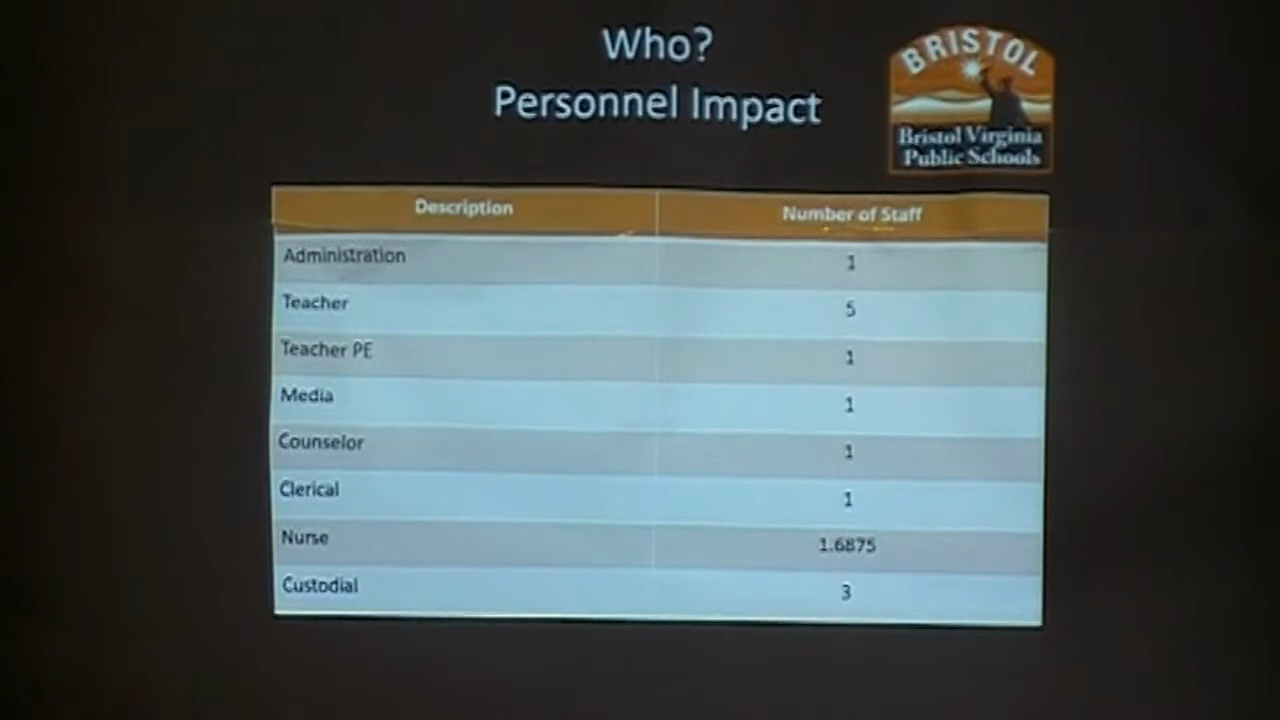 Who?
Personnel Impact
BRISTOL
Bristol Virginia
Public Schools
Description Number of Staff
Administration 1
Teacher 5
Teacher PE 1
Media 1
Counselor 1
Clerical 1
Nurse 1.6875
Custodial 3